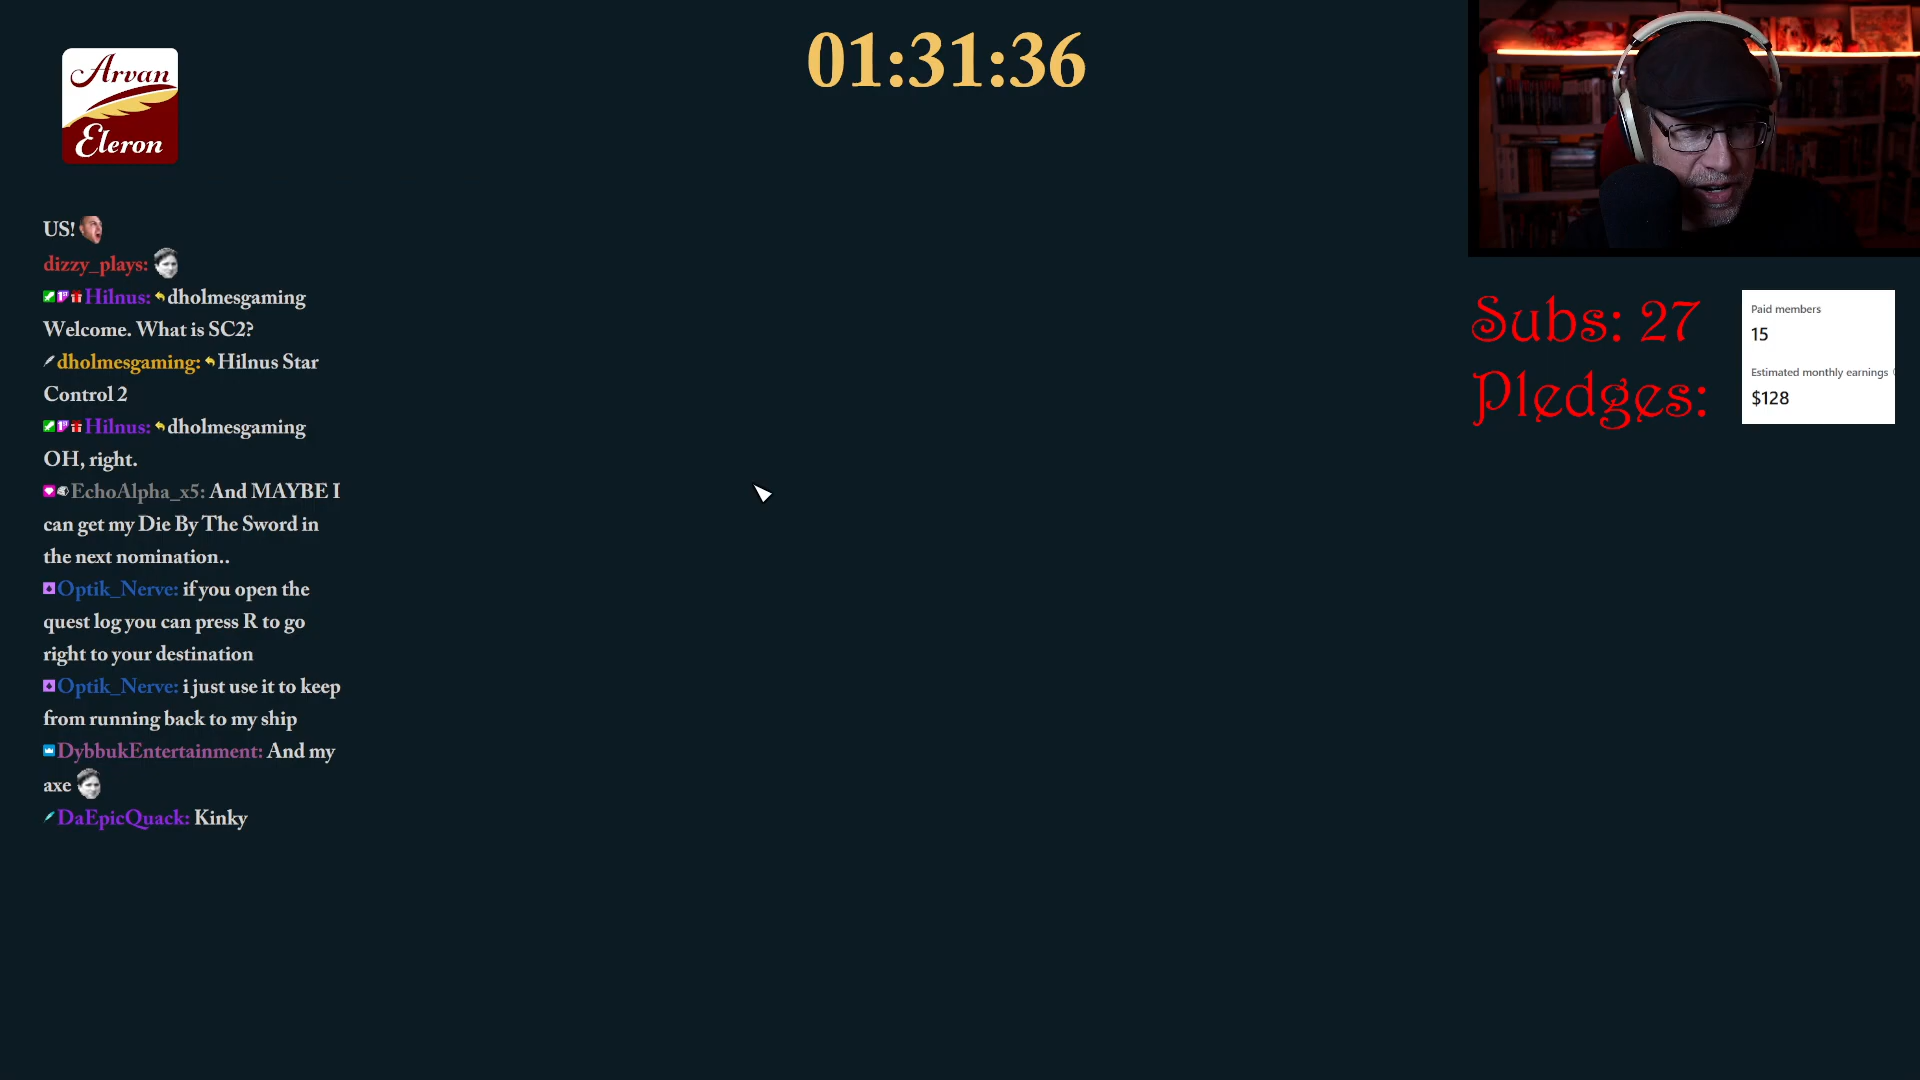 01:31:36
Arvan
Eleron
US!
dizzy_plays:
Hilnus: dholmesgaming
Welcome. What is SC2?
dholmesgaming: Hilnus Star
Control 2
Hilnus: dholmesgaming
OH, right.
EchoAlpha_x5: And MAYBE I
can get my Die By The Sword in
the next nomination..
Optik_Nerve: if you open the
quest log you can press R to go
right to your destination
Optik_Nerve: i just use it to keep
from running back to my ship
DybbukEntertainment: And my
axe
DaEpicQuack: Kinky
Subs: 27
Pledges:
Paid members
15
Estimated monthly earnings
$128